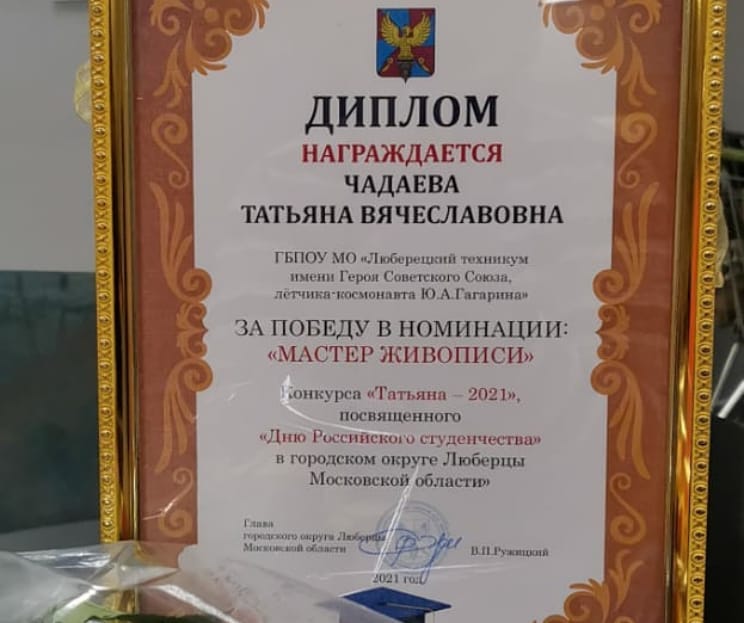 ДИПЛОМ
НАГРАЖДАЕТСЯ
ЧАДАЕВА
ТАТЬЯНА ВЯЧЕСЛАВОВНА
ГБПОУ МО «Люберецкий техникум
имени Героя Советского Союза,
лётчика-космонавта Ю.А.Гагарина»
ЗА ПОБЕДУ В НОМИНАЦИИ:
«МАСТЕР ЖИВОПИСИ»
Конкурса «Татьяна – 2021»,
посвященного
«Дню Российского студенчества»
в городском округе Люберцы
Московской области»
Глава
городского округа Люберцы
Московской области
В.П.Ружицкий
2021 год